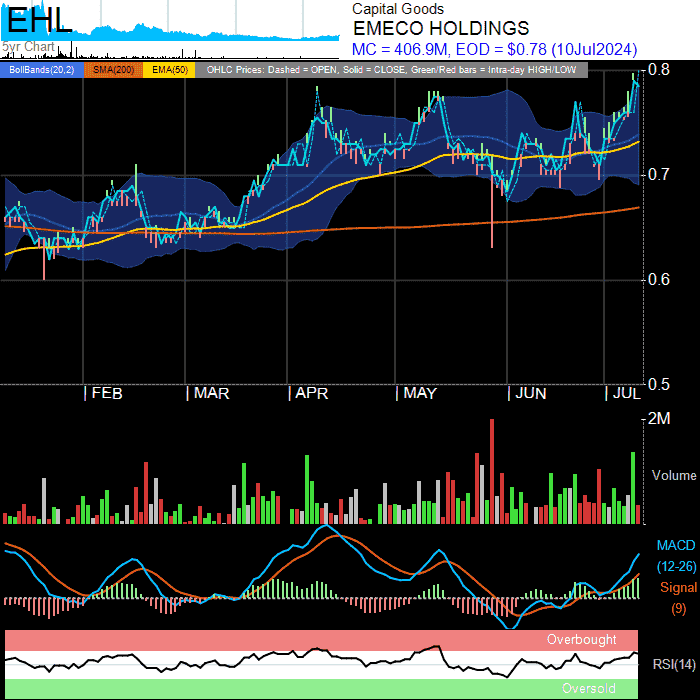 EHL
5yr Chart
Capital Goods
EMECO HOLDINGS
MC = 406.9M, EOD = $0.78 (10Jul2024)
BollBands(20,2) SMA(200) EMA(50) OHLC Prices: Dashed = OPEN, Solid = CLOSE, Green/Red bars = Intra-day HIGH/LOW
0.8
0.7
0.6
0.5
FEB MAR APR MAY JUN JUL
2M
Volume
MACD
(12-26)
Signal
(9)
Overbought
RSI(14)
Oversold